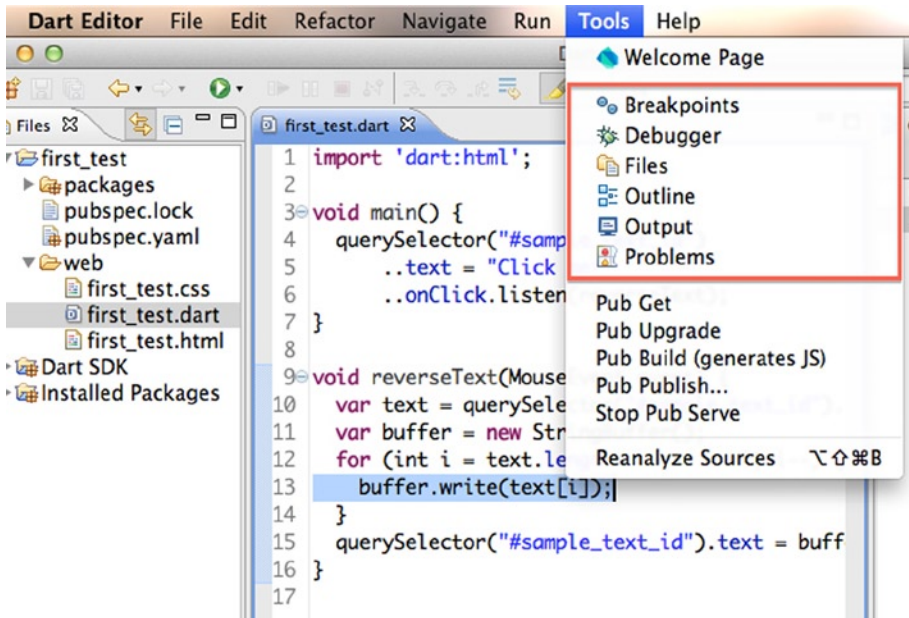 Dart Editor File Edit Refactor Navigate Run Tools Help
Welcome Page
Breakpoints
Debugger
Files
Outline
Output
Problems
Pub Get
Pub Upgrade
Pub Build (generates JS)
Pub Publish...
Stop Pub Serve
Reanalyze Sources ⌥⇧⌘B
Files
first_test
packages
pubspec.lock
pubspec.yaml
web
first_test.css
first_test.dart
first_test.html
Dart SDK
Installed Packages
first_test.dart
1 import 'dart:html';
2
3 void main() {
4 querySelector("#samp
5 ..text = "Click
6 ..onClick.listen
7 }
8
9 void reverseText(Mouse
10 var text = querySele
11 var buffer = new Str
12 for (int i = text.le
13 buffer.write(text[i]);
14 }
15 querySelector("#sample_text_id").text = buff
16 }
17